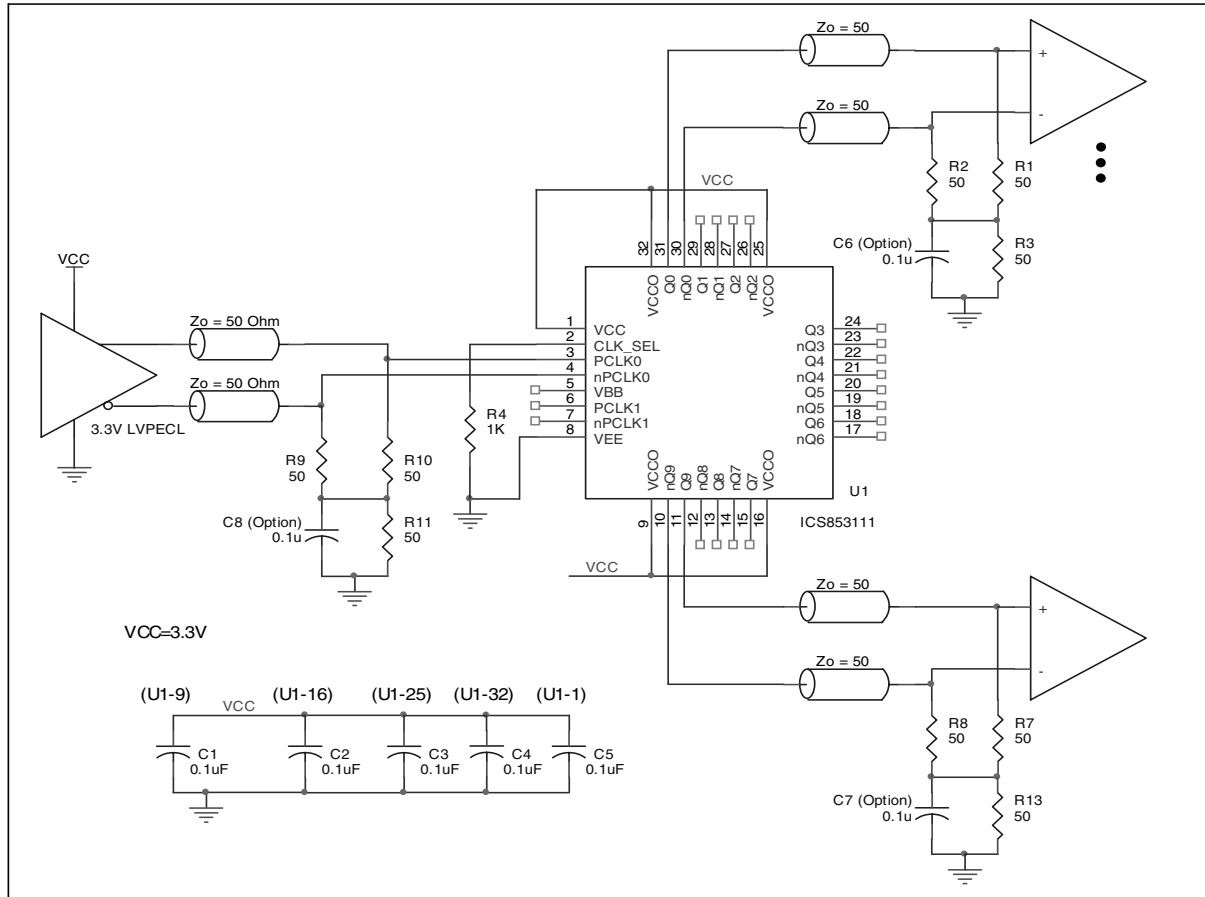 Zo = 50
+
Zo = 50
-
R2
50
R1
50
VCC
C6 (Option)
0.1u
R3
50
32
31
30
29
28
27
26
25
VCCO
Q0
nQ0
Q1
nQ1
Q2
nQ2
VCCO
VCC
Zo = 50 Ohm
Zo = 50 Ohm
3.3V LVPECL
1
2
3
4
5
6
7
8
VCC
CLK_SEL
PCLK0
nPCLK0
VBB
PCLK1
nPCLK1
VEE
Q3
nQ3
Q4
nQ4
Q5
nQ5
Q6
nQ6
24
23
22
21
20
19
18
17
R4
1K
R9
50
R10
50
C8 (Option)
0.1u
R11
50
VCCO
nQ9
Q9
nQ8
Q8
nQ7
Q7
VCCO
U1
ICS853111
9
10
11
12
13
14
15
16
VCC
Zo = 50
+
Zo = 50
-
R8
50
R7
50
C7 (Option)
0.1u
R13
50
VCC=3.3V
(U1-9)
(U1-16)
(U1-25)
(U1-32)
(U1-1)
VCC
C1
0.1uF
C2
0.1uF
C3
0.1uF
C4
0.1uF
C5
0.1uF